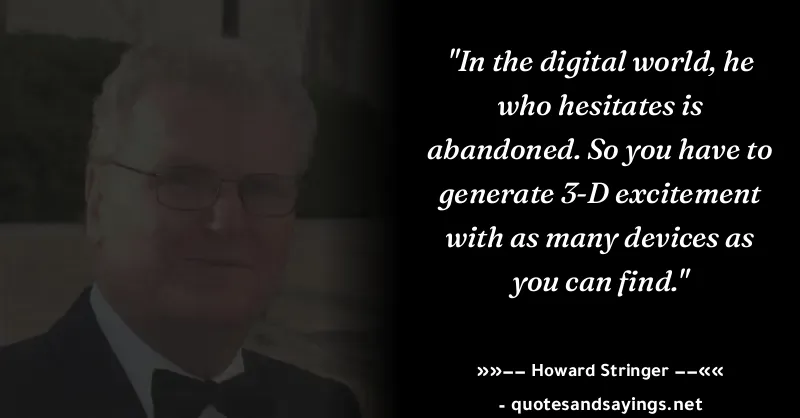 "In the digital world, he
who hesitates is
abandoned. So you have to
generate 3-D excitement
with as many devices as
you can find."
»»−− Howard Stringer −−««
- quotesandsayings.net